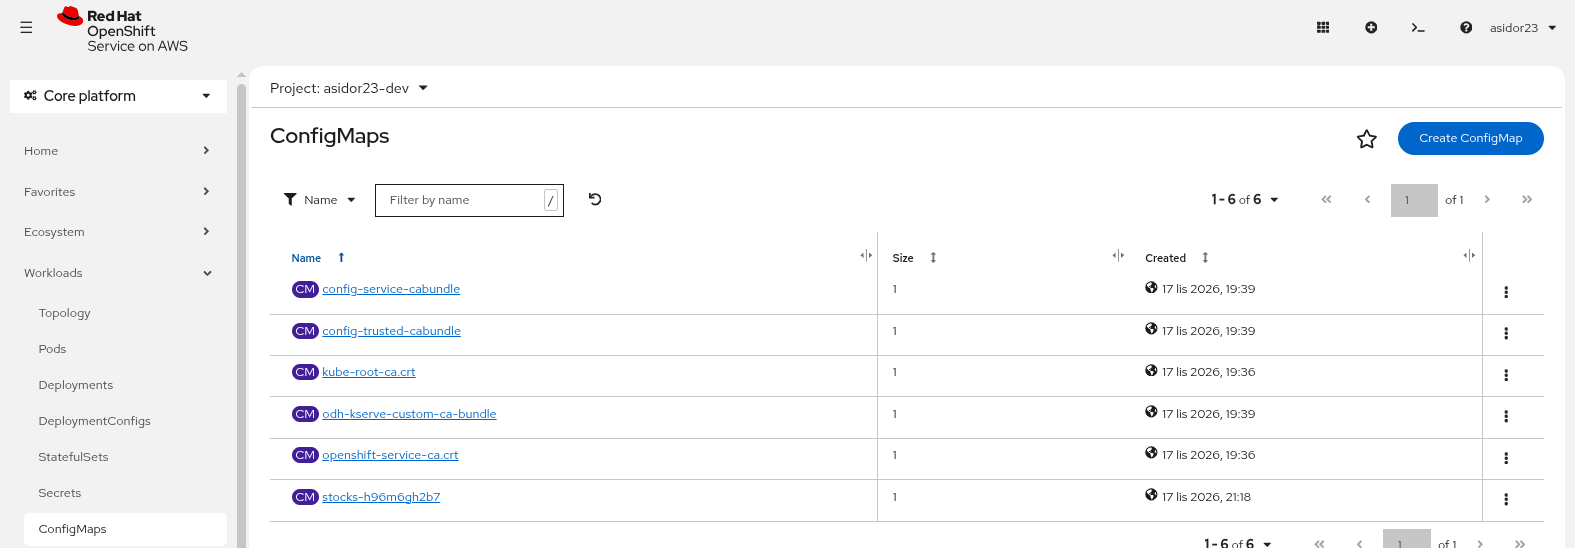 Red Hat
OpenShift
Service on AWS
asidor23
Core platform
Home
Favorites
Ecosystem
Workloads
Topology
Pods
Deployments
DeploymentConfigs
StatefulSets
Secrets
ConfigMaps
Project: asidor23-dev
ConfigMaps
Create ConfigMap
Name
Filter by name
/
1 - 6 of 6
1 of 1
Name Size Created
CM config-service-cabundle 1 17 lis 2026, 19:39
CM config-trusted-cabundle 1 17 lis 2026, 19:39
CM kube-root-ca.crt 1 17 lis 2026, 19:36
CM odh-kserve-custom-ca-bundle 1 17 lis 2026, 19:39
CM openshift-service-ca.crt 1 17 lis 2026, 19:36
CM stocks-h96m6gh2b7 1 17 lis 2026, 21:18
1 - 6 of 6
1 of 1